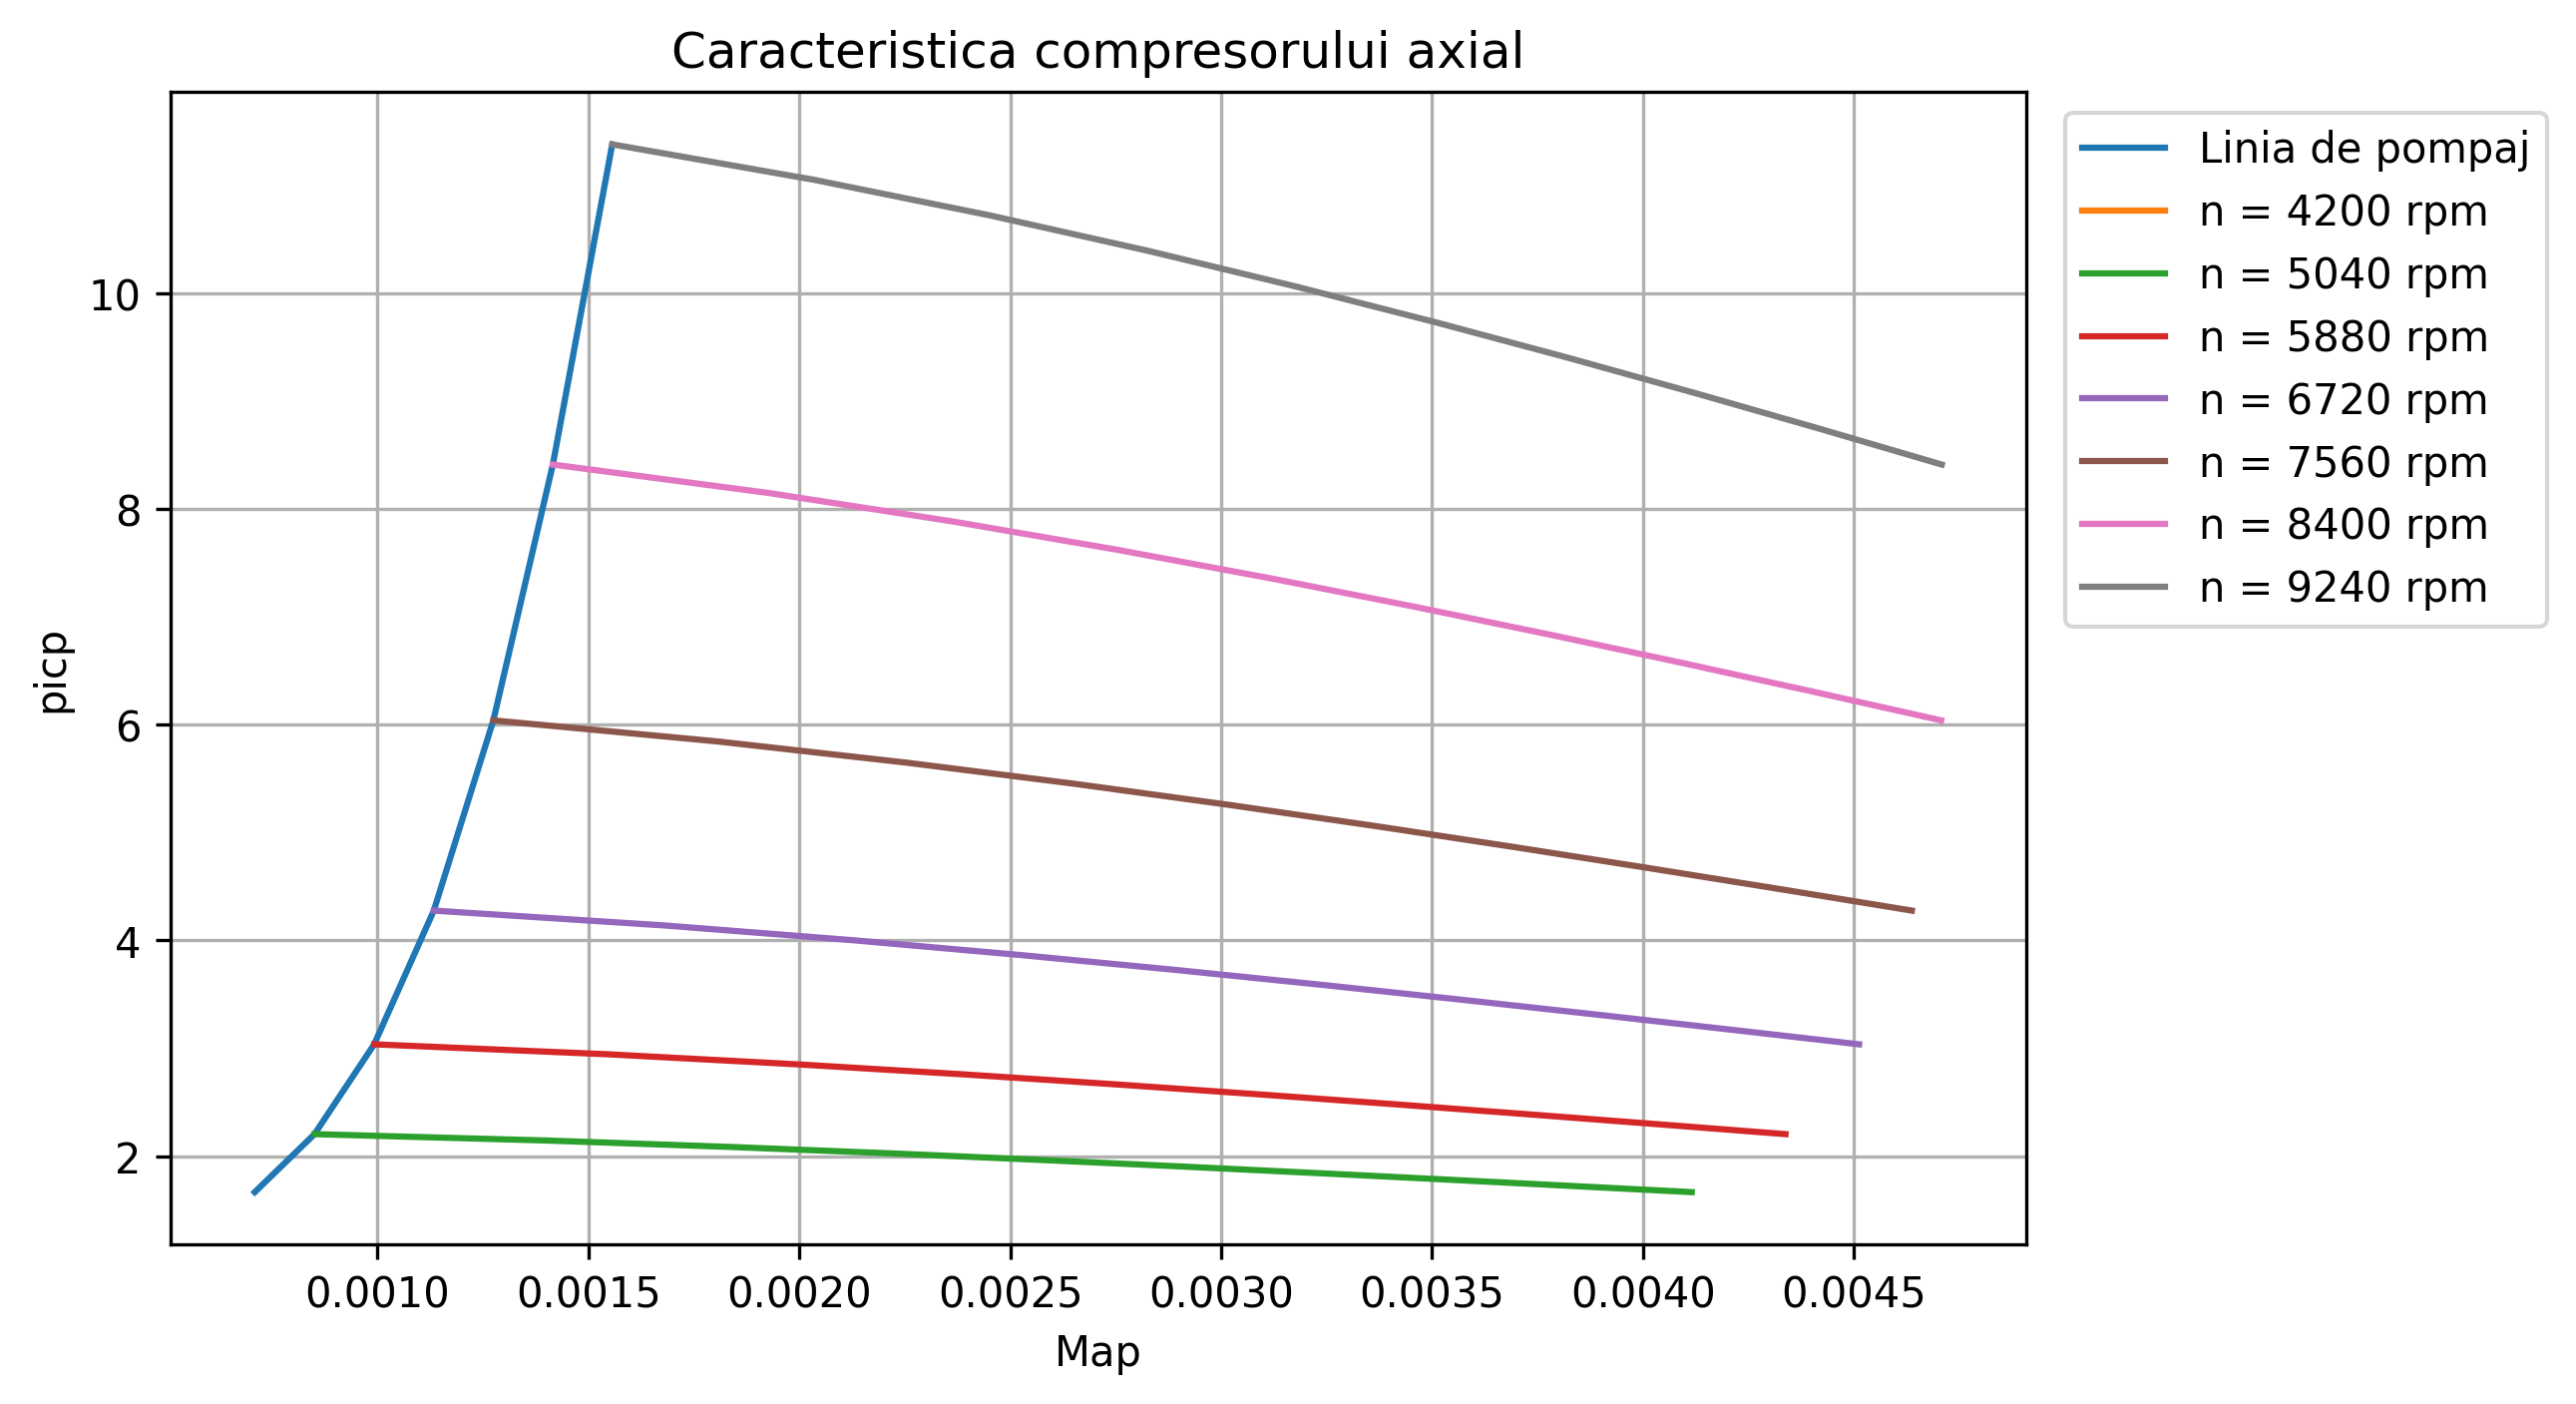 Caracteristica compresorului axial
Linia de pompaj
n = 4200 rpm
n = 5040 rpm
n = 5880 rpm
n = 6720 rpm
n = 7560 rpm
n = 8400 rpm
n = 9240 rpm
picp
10
8
6
4
2
0.0010 0.0015 0.0020 0.0025 0.0030 0.0035 0.0040 0.0045
Map